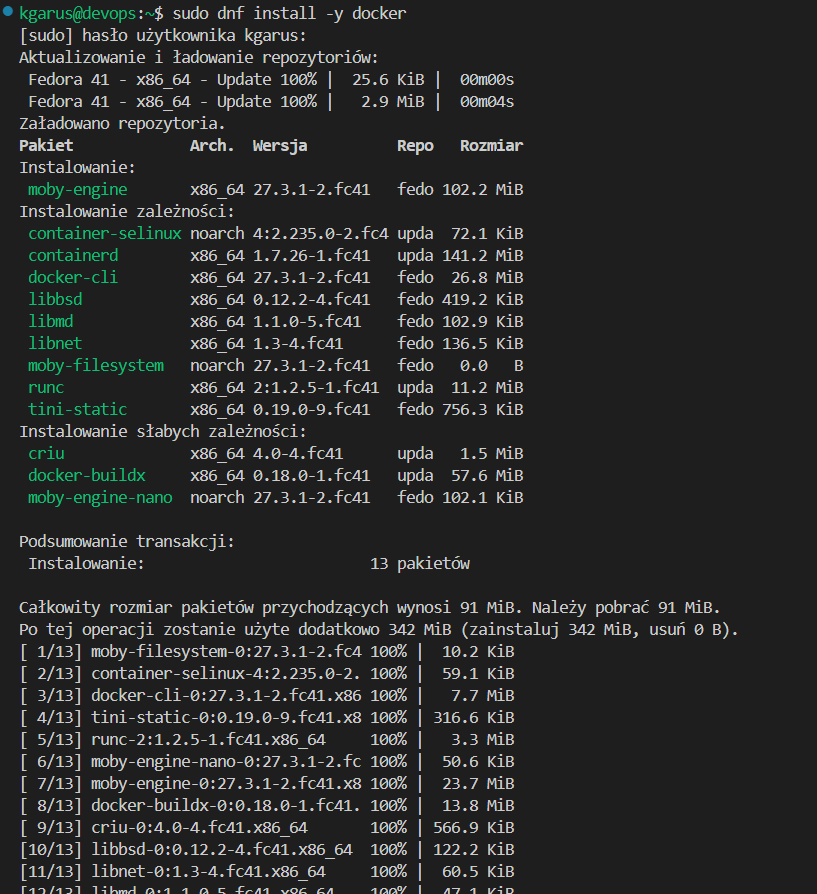 kgarus@devops:~$ sudo dnf install -y docker
[sudo] hasło użytkownika kgarus:
Aktualizowanie i ładowanie repozytoriów:
Fedora 41 - x86_64 - Update 100% | 25.6 KiB | 00m00s
Fedora 41 - x86_64 - Update 100% | 2.9 MiB | 00m04s
Załadowano repozytoria.
Pakiet Arch. Wersja Repo Rozmiar
Instalowanie:
moby-engine x86_64 27.3.1-2.fc41 fedo 102.2 MiB
Instalowanie zależności:
container-selinux noarch 4:2.235.0-2.fc4 upda 72.1 KiB
containerd x86_64 1.7.26-1.fc41 upda 141.2 MiB
docker-cli x86_64 27.3.1-2.fc41 fedo 26.8 MiB
libbsd x86_64 0.12.2-4.fc41 fedo 419.2 KiB
libmd x86_64 1.1.0-5.fc41 fedo 102.9 KiB
libnet x86_64 1.3-4.fc41 fedo 136.5 KiB
moby-filesystem noarch 27.3.1-2.fc41 fedo 0.0 B
runc x86_64 2:1.2.5-1.fc41 upda 11.2 MiB
tini-static x86_64 0.19.0-9.fc41 fedo 756.3 KiB
Instalowanie słabych zależności:
criu x86_64 4.0-4.fc41 upda 1.5 MiB
docker-buildx x86_64 0.18.0-1.fc41 upda 57.6 MiB
moby-engine-nano noarch 27.3.1-2.fc41 fedo 102.1 KiB
Podsumowanie transakcji:
Instalowanie: 13 pakietów
Całkowity rozmiar pakietów przychodzących wynosi 91 MiB. Należy pobrać 91 MiB.
Po tej operacji zostanie użyte dodatkowo 342 MiB (zainstaluj 342 MiB, usuń 0 B).
[ 1/13] moby-filesystem-0:27.3.1-2.fc4 100% | 10.2 KiB
[ 2/13] container-selinux-4:2.235.0-2. 100% | 59.1 KiB
[ 3/13] docker-cli-0:27.3.1-2.fc41.x86 100% | 7.7 MiB
[ 4/13] tini-static-0:0.19.0-9.fc41.x8 100% | 316.6 KiB
[ 5/13] runc-2:1.2.5-1.fc41.x86_64 100% | 3.3 MiB
[ 6/13] moby-engine-nano-0:27.3.1-2.fc 100% | 50.6 KiB
[ 7/13] moby-engine-0:27.3.1-2.fc41.x8 100% | 23.7 MiB
[ 8/13] docker-buildx-0:0.18.0-1.fc41. 100% | 13.8 MiB
[ 9/13] criu-0:4.0-4.fc41.x86_64 100% | 566.9 KiB
[10/13] libbsd-0:0.12.2-4.fc41.x86_64 100% | 122.2 KiB
[11/13] libnet-0:1.3-4.fc41.x86_64 100% | 60.5 KiB
[12/13] libmd-0:1.1.0-5.fc41.x86_64 100% | 47.1 KiB